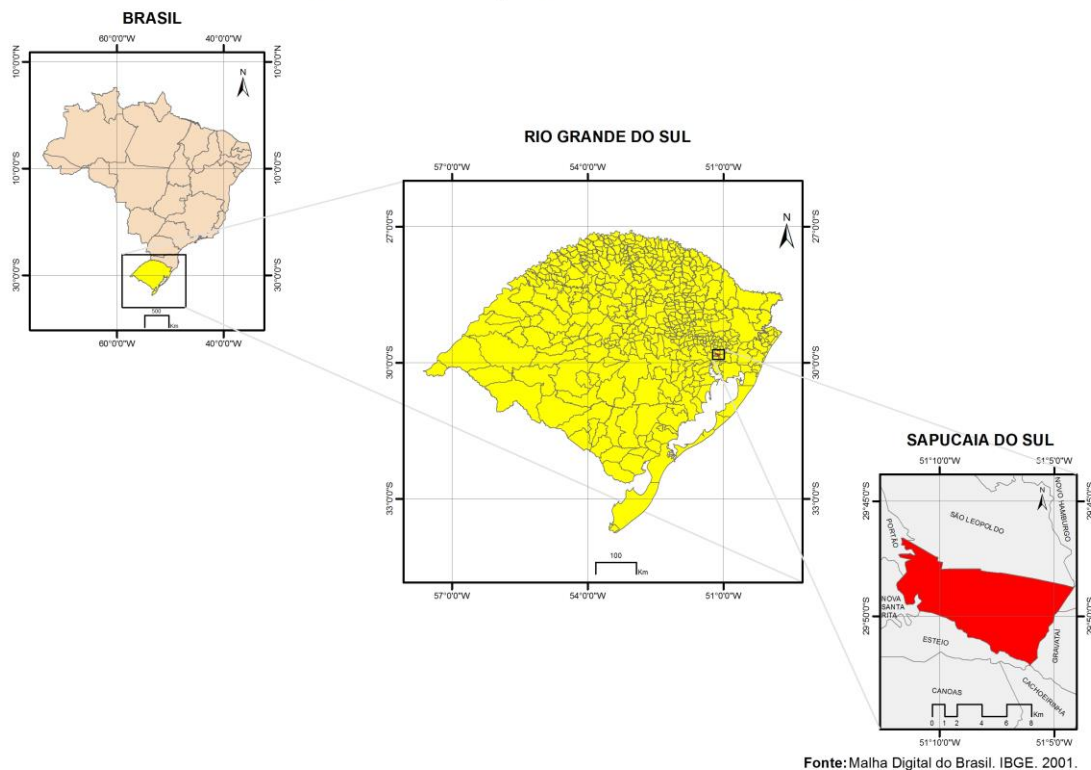 BRASIL
60°0'0"W
40°0'0"W
10°0'0"N
10°0'0"N
N
10°0'0"S
10°0'0"S
30°0'0"S
30°0'0"S
500
Km
60°0'0"W
40°0'0"W
RIO GRANDE DO SUL
57°0'0"W
54°0'0"W
51°0'0"W
N
27°0'0"S
27°0'0"S
30°0'0"S
30°0'0"S
33°0'0"S
33°0'0"S
100
Km
57°0'0"W
54°0'0"W
51°0'0"W
SAPUCAIA DO SUL
51°10'0"W
51°5'0"W
N
29°45'0"S
29°45'0"S
NOVO HAMBURGO
SÃO LEOPOLDO
PORTÃO
NOVA
SANTA
RITA
29°50'0"S
29°50'0"S
ESTEIO
GRAVATAÍ
CANOAS
CACHOEIRINHA
0 1 2 4 6 8
Km
51°10'0"W
51°5'0"W
Fonte: Malha Digital do Brasil. IBGE. 2001.